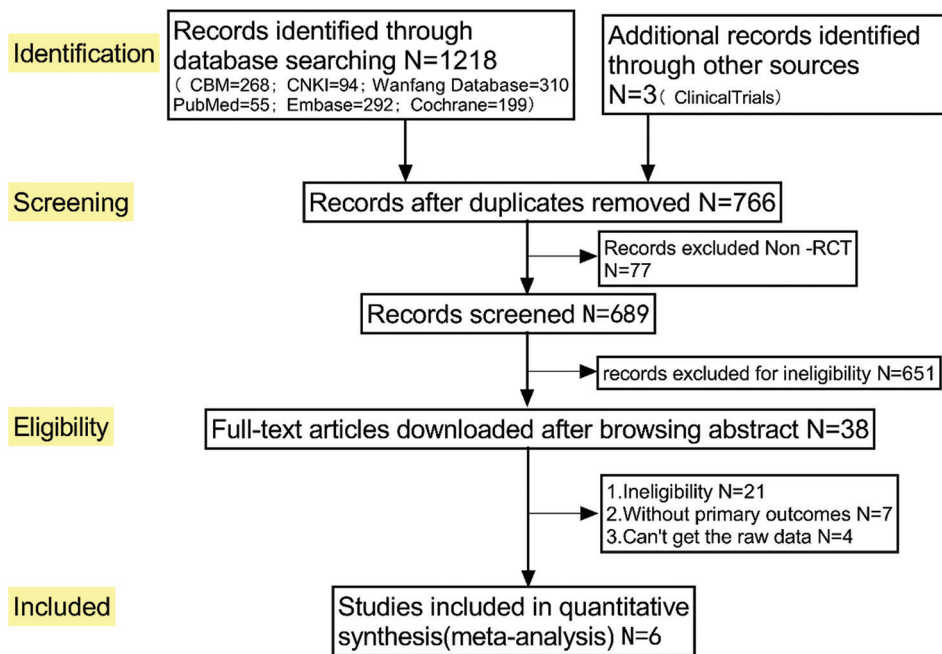 Identification
Records identified through
database searching N=1218
( CBM=268; CNKI=94; Wanfang Database=310
PubMed=55; Embase=292; Cochrane=199)
Additional records identified
through other sources
N=3( ClinicalTrials)
Screening
Records after duplicates removed N=766
Records excluded Non -RCT
N=77
Records screened N=689
records excluded for ineligibility N=651
Eligibility
Full-text articles downloaded after browsing abstract N=38
1.Ineligibility N=21
2.Without primary outcomes N=7
3.Can't get the raw data N=4
Included
Studies included in quantitative
synthesis(meta-analysis) N=6